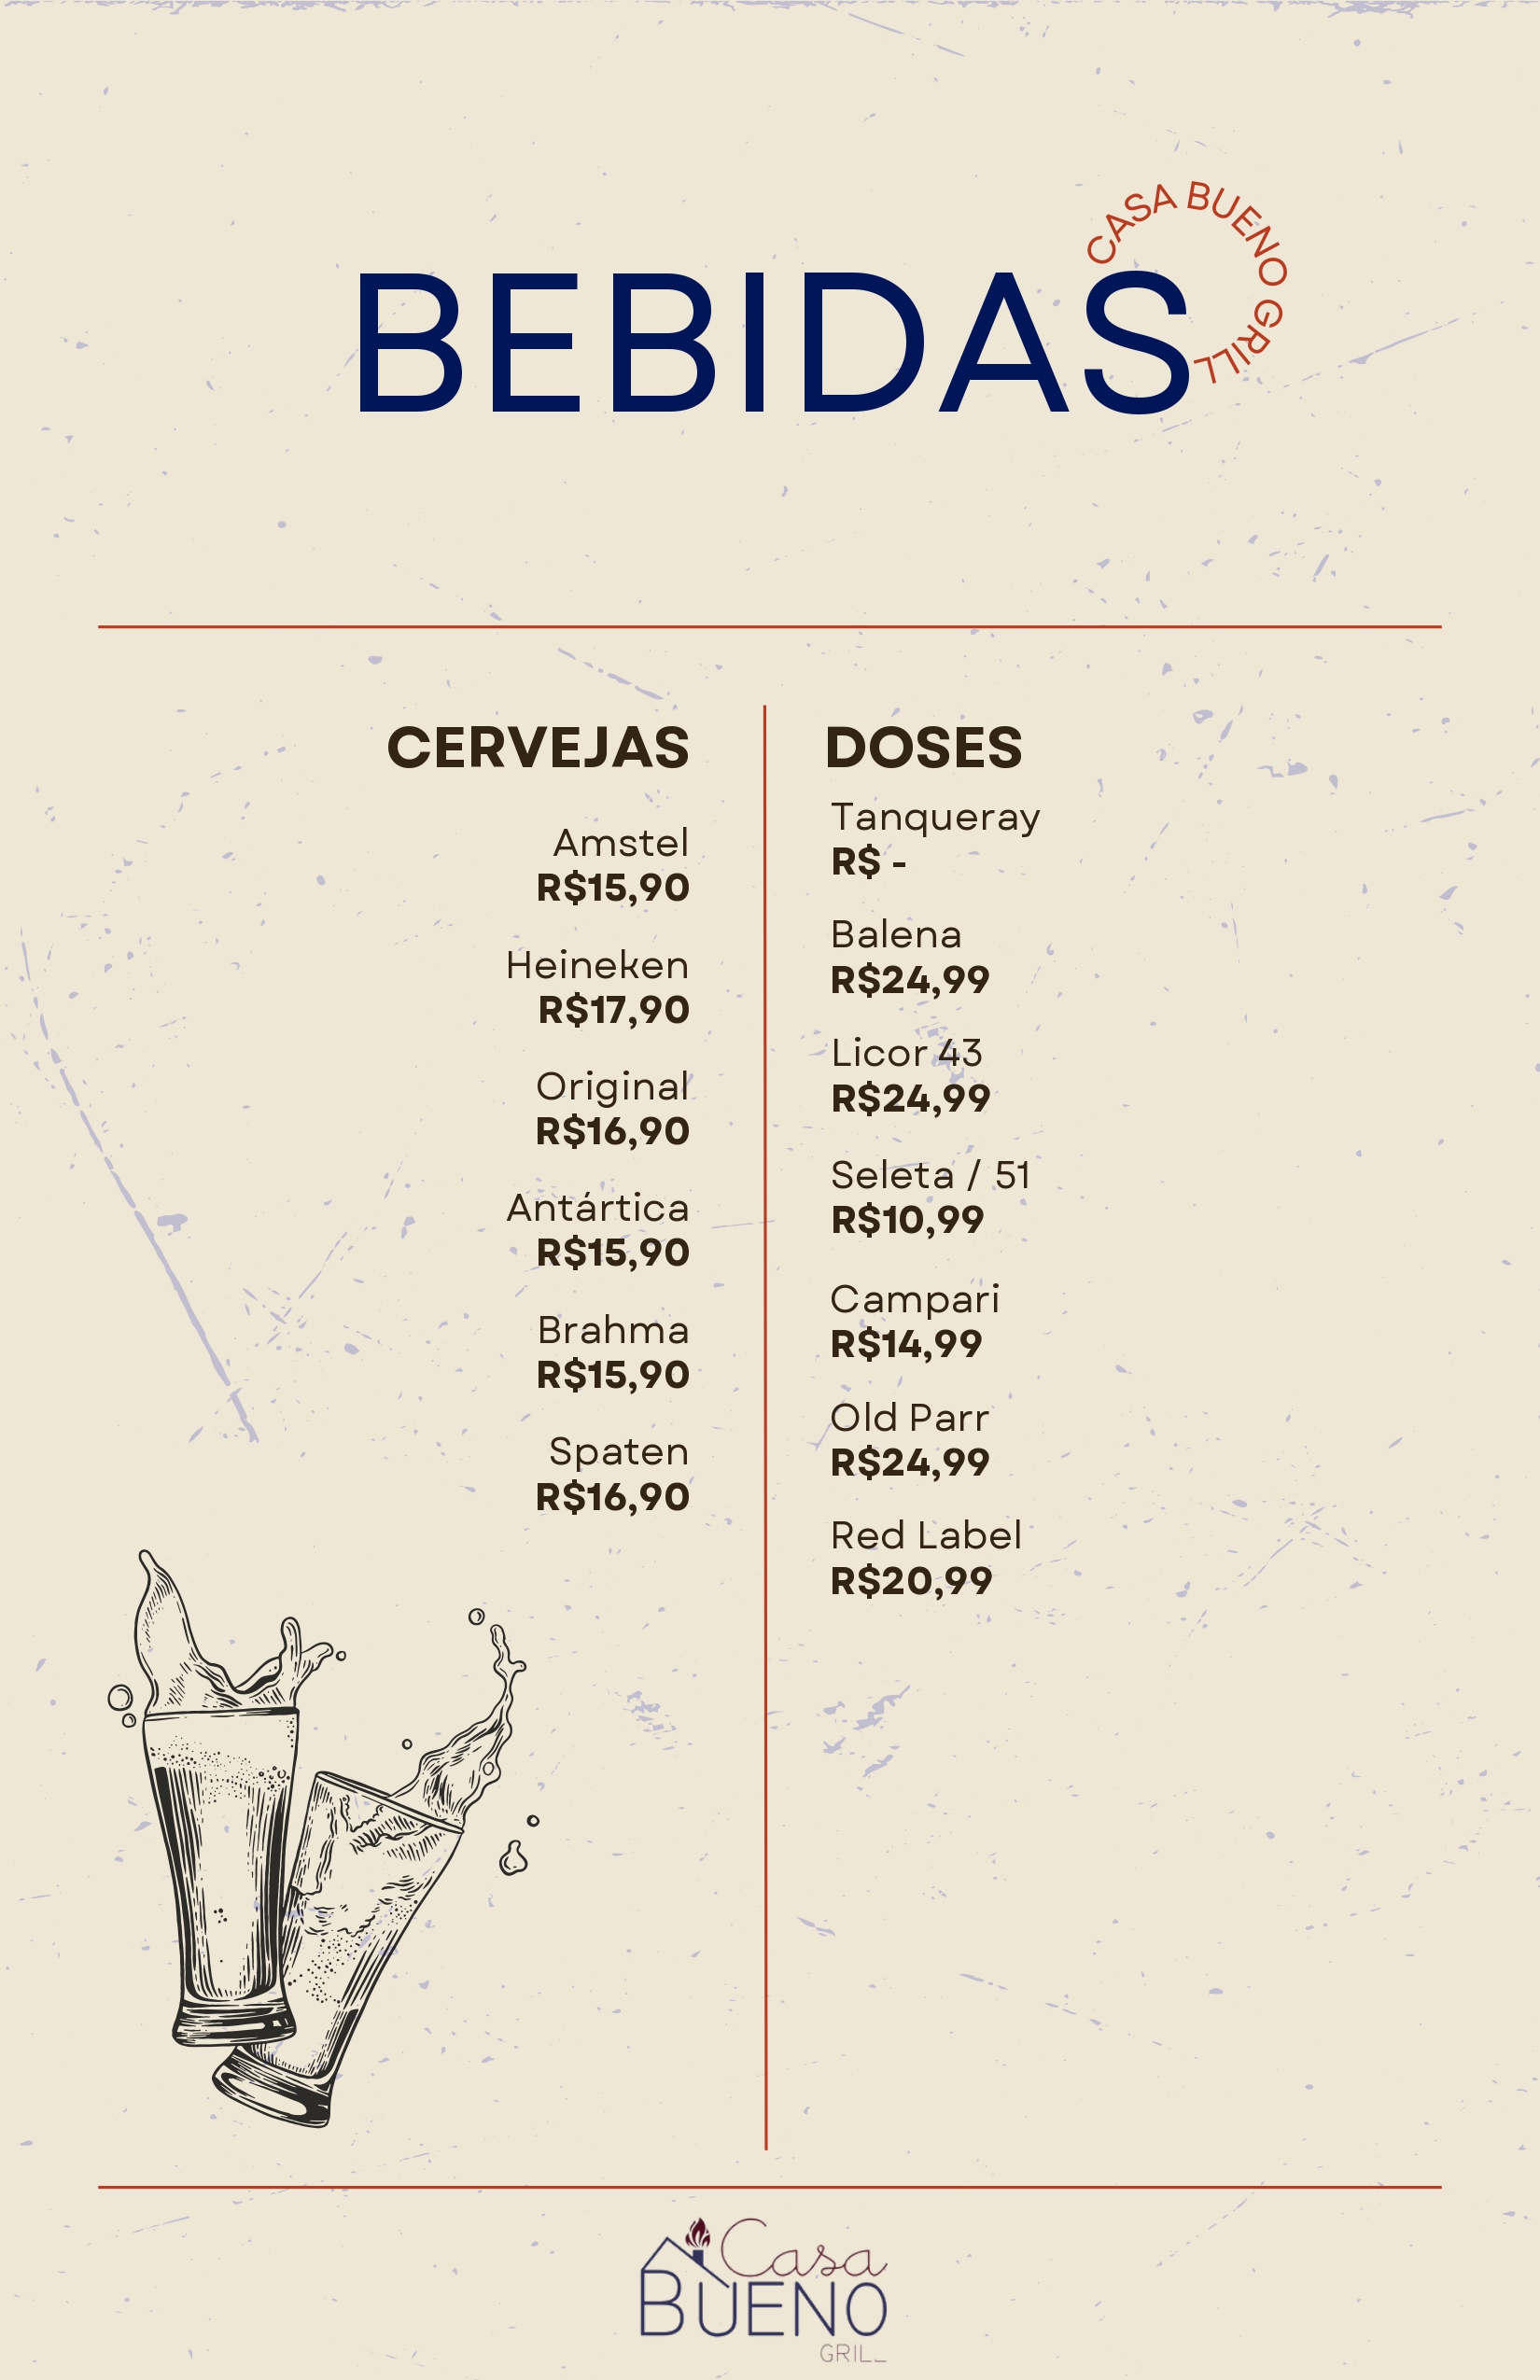 CASA BUENO GRILL
BEBIDAS
CERVEJAS
Amstel
R$15,90
Heineken
R$17,90
Original
R$16,90
Antártica
R$15,90
Brahma
R$15,90
Spaten
R$16,90
DOSES
Tanqueray
R$ -
Balena
R$24,99
Licor 43
R$24,99
Seleta / 51
R$10,99
Campari
R$14,99
Old Parr
R$24,99
Red Label
R$20,99
Casa
BUENO
GRILL